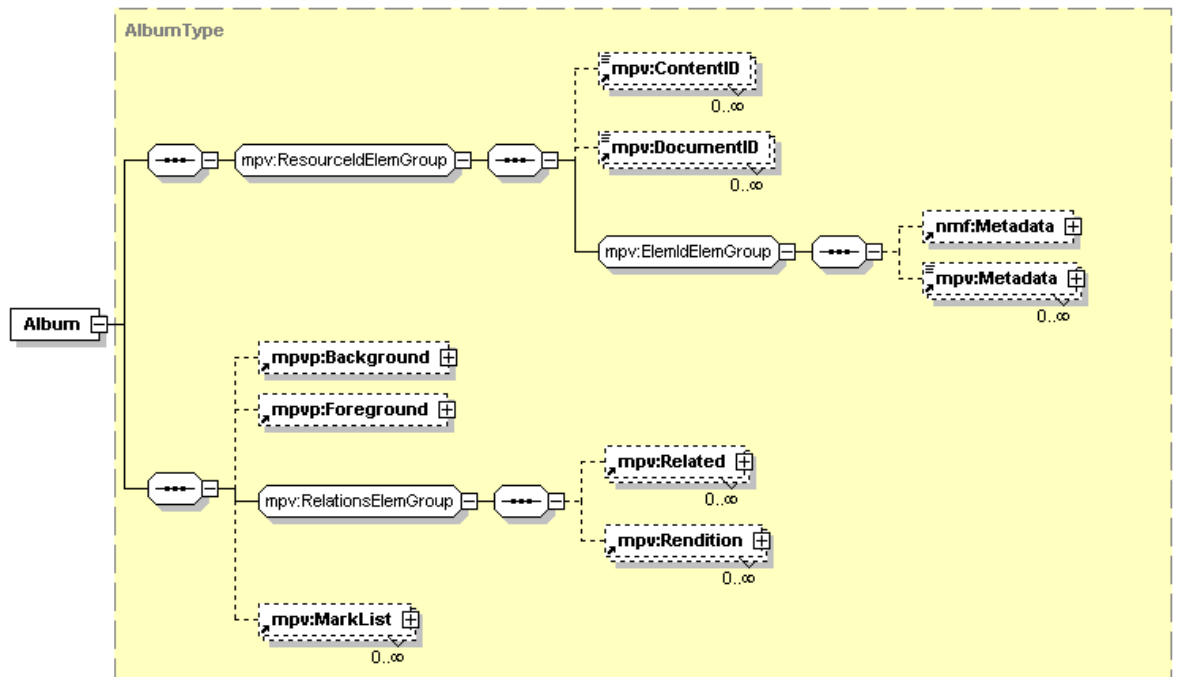 AlbumType
mpv:ContentID
0..∞
mpv:ResourceIdElemGroup
mpv:DocumentID
0..∞
nmf:Metadata
mpv:ElemIdElemGroup
mpv:Metadata
0..∞
Album
mpvp:Background
mpvp:Foreground
mpv:Related
0..∞
mpv:RelationsElemGroup
mpv:Rendition
0..∞
mpv:MarkList
0..∞